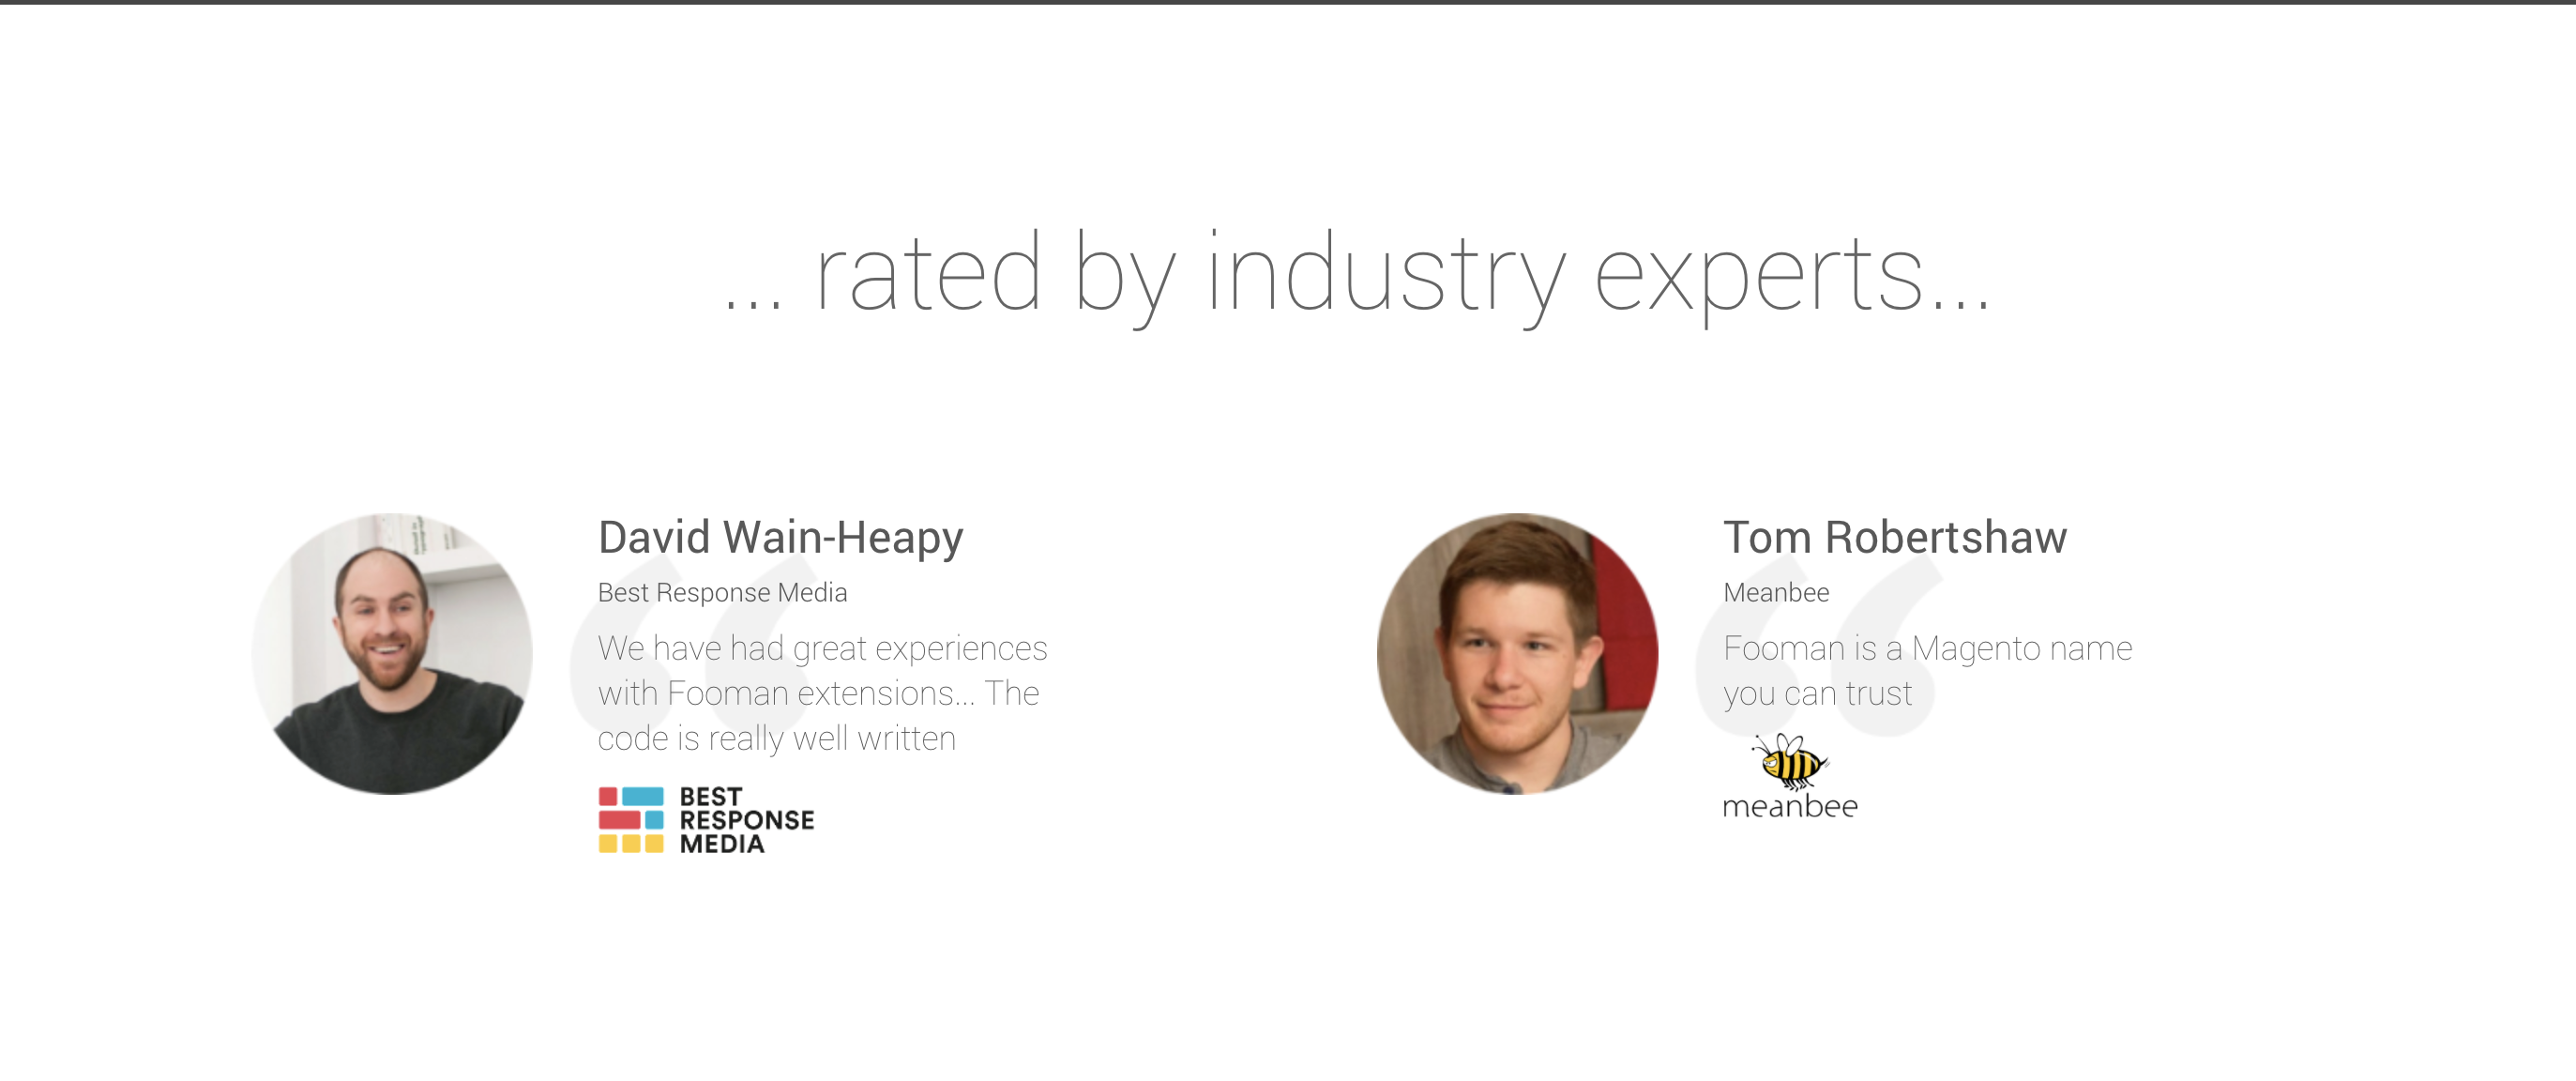 ... rated by industry experts...
David Wain-Heapy
Best Response Media
We have had great experiences
with Fooman extensions... The
code is really well written
BEST
RESPONSE
MEDIA
Tom Robertshaw
Meanbee
Fooman is a Magento name
you can trust
meanbee